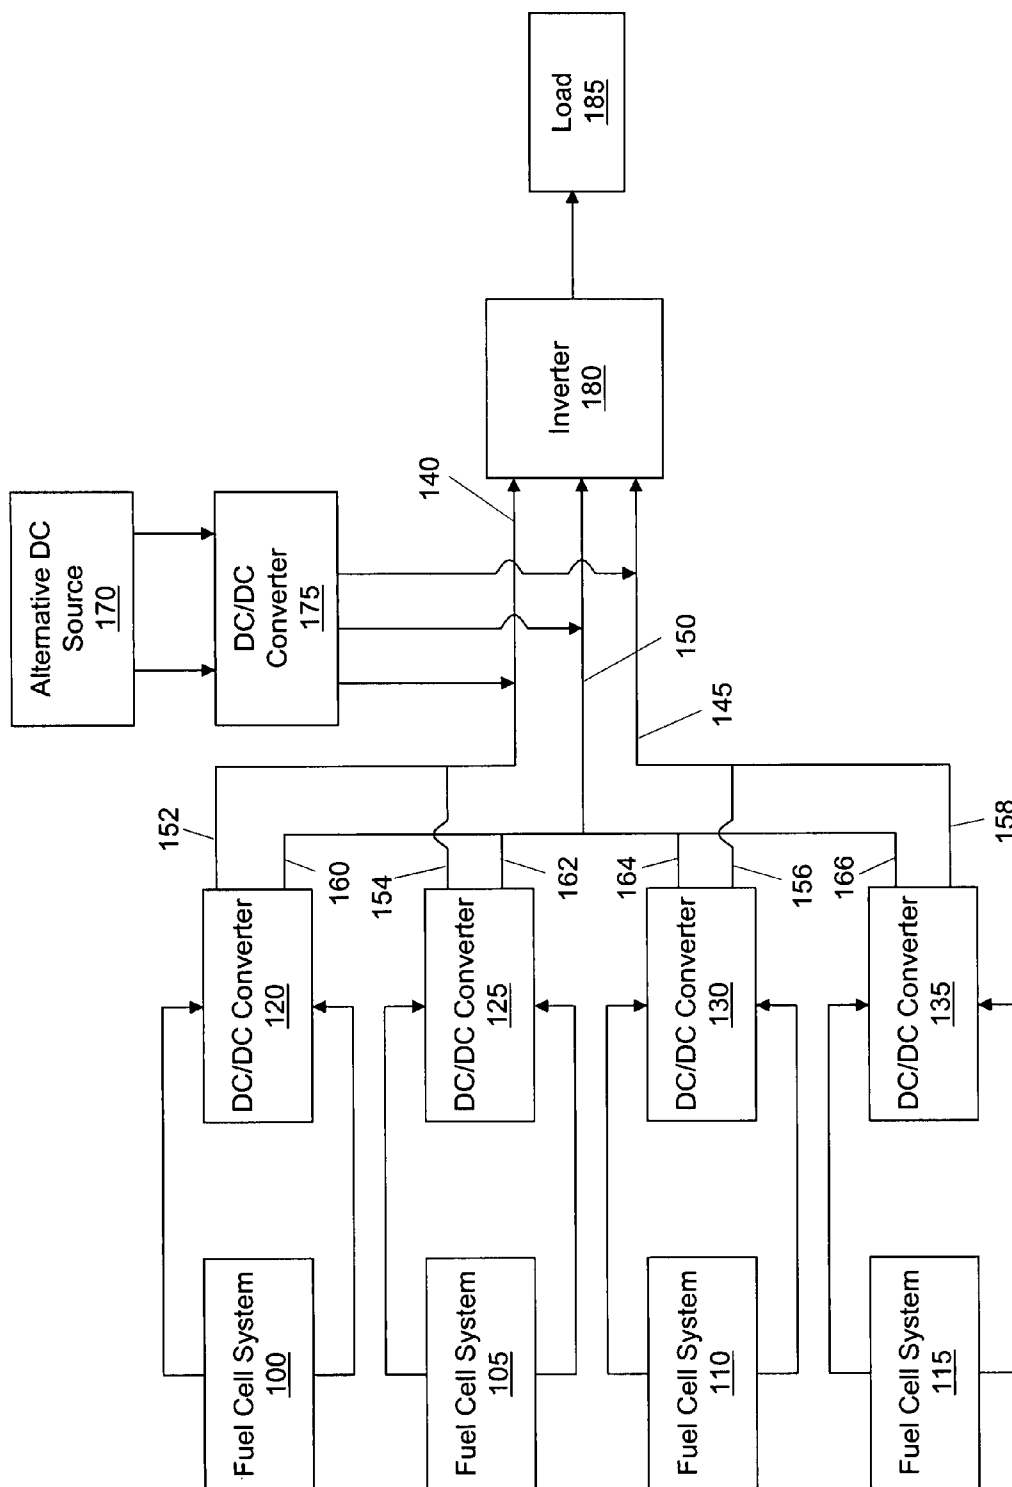 Alternative DC
Source
170
DC/DC
Converter
175
Load
185
Inverter
180
140
150
145
152
160
154
162
164
156
166
158
DC/DC Converter
120
DC/DC Converter
125
DC/DC Converter
130
DC/DC Converter
135
Fuel Cell System
100
Fuel Cell System
105
Fuel Cell System
110
Fuel Cell System
115